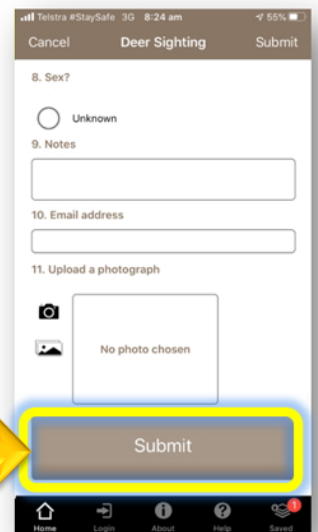 Telstra #StaySafe 3G 8:24 am 55%
Cancel Deer Sighting Submit
8. Sex?
Unknown
9. Notes
10. Email address
11. Upload a photograph
No photo chosen
Submit
1
Home Login About Help Saved